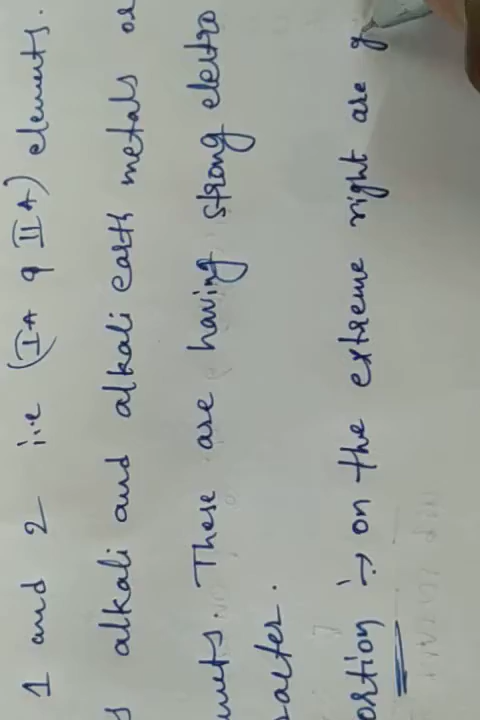 1 and 2 i.e (IA & IIA) elements.
alkali and alkali earth metals or
These are having strong electro
on the extreme right are